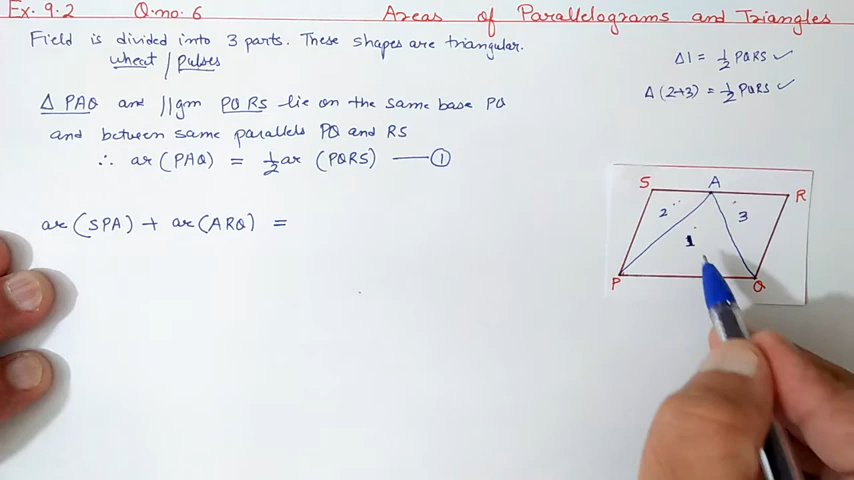 Ex. 9.2 Q.no. 6 Areas of Parallelograms and Triangles
Field is divided into 3 parts. These shapes are triangular.
wheat / pulses
Δ1 = 1/2 PQRS ✓
Δ(2+3) = 1/2 PQRS ✓
Δ PAQ and ||gm PQRS lie on the same base PQ
and between same parallels PQ and RS
∴ ar(PAQ) = 1/2 ar (PQRS) —— ①
ar(SPA) + ar(ARQ) =
S A R
2 3
1
P Q